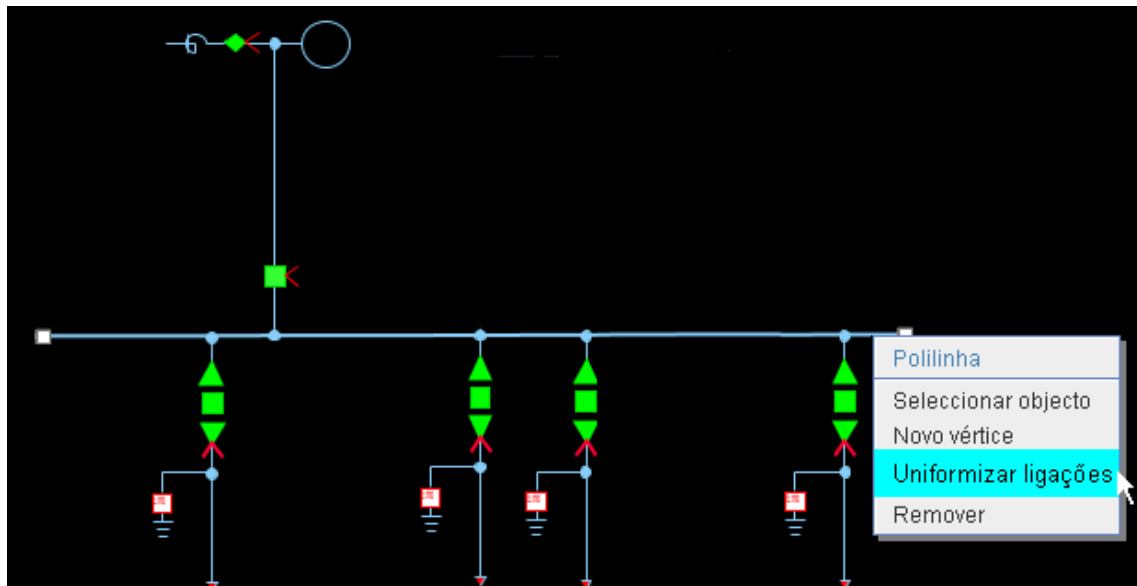 Polilinha
Seleccionar objecto
Novo vértice
Uniformizar ligações
Remover